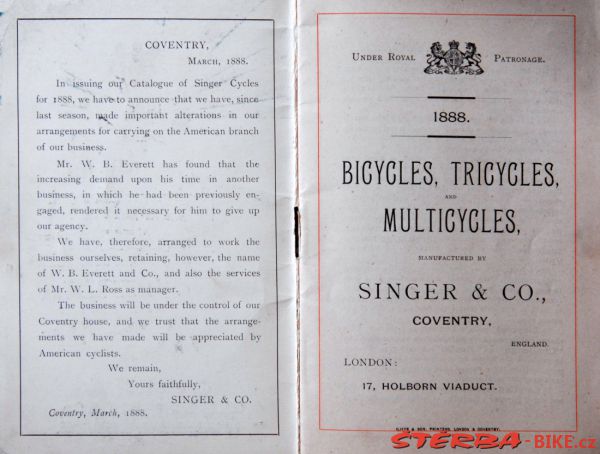 COVENTRY,
MARCH, 1888.
In issuing our Catalogue of Singer Cycles
for 1888, we have to announce that we have, since
last season, made important alterations in our
arrangements for carrying on the American branch
of our business.
Mr. W. B. Everett has found that the
increasing demand upon his time in another
business, in which he had been previously en-
gaged, rendered it necessary for him to give up
our agency.
We have, therefore, arranged to work the
business ourselves, retaining, however, the name
of W. B. Everett and Co., and also the services
of Mr. W. L. Ross as manager.
The business will be under the control of our
Coventry house, and we trust that the arrange-
ments we have made will be appreciated by
American cyclists.
We remain,
Yours faithfully,
SINGER & CO.
Coventry, March, 1888.
UNDER ROYAL PATRONAGE.
1888.
BICYCLES, TRICYCLES,
AND
MULTICYCLES,
MANUFACTURED BY
SINGER & CO.,
COVENTRY,
ENGLAND.
LONDON:
17, HOLBORN VIADUCT.
ILIFFE & SON, PRINTERS, LONDON & COVENTRY.
ŠTĚRBA-BIKE.cz